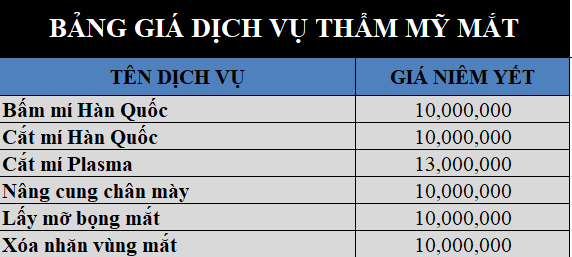 BẢNG GIÁ DỊCH VỤ THẨM MỸ MẮT
TÊN DỊCH VỤ GIÁ NIÊM YẾT
Bấm mí Hàn Quốc 10,000,000
Cắt mí Hàn Quốc 10,000,000
Cắt mí Plasma 13,000,000
Nâng cung chân mày 10,000,000
Lấy mỡ bọng mắt 10,000,000
Xóa nhăn vùng mắt 10,000,000